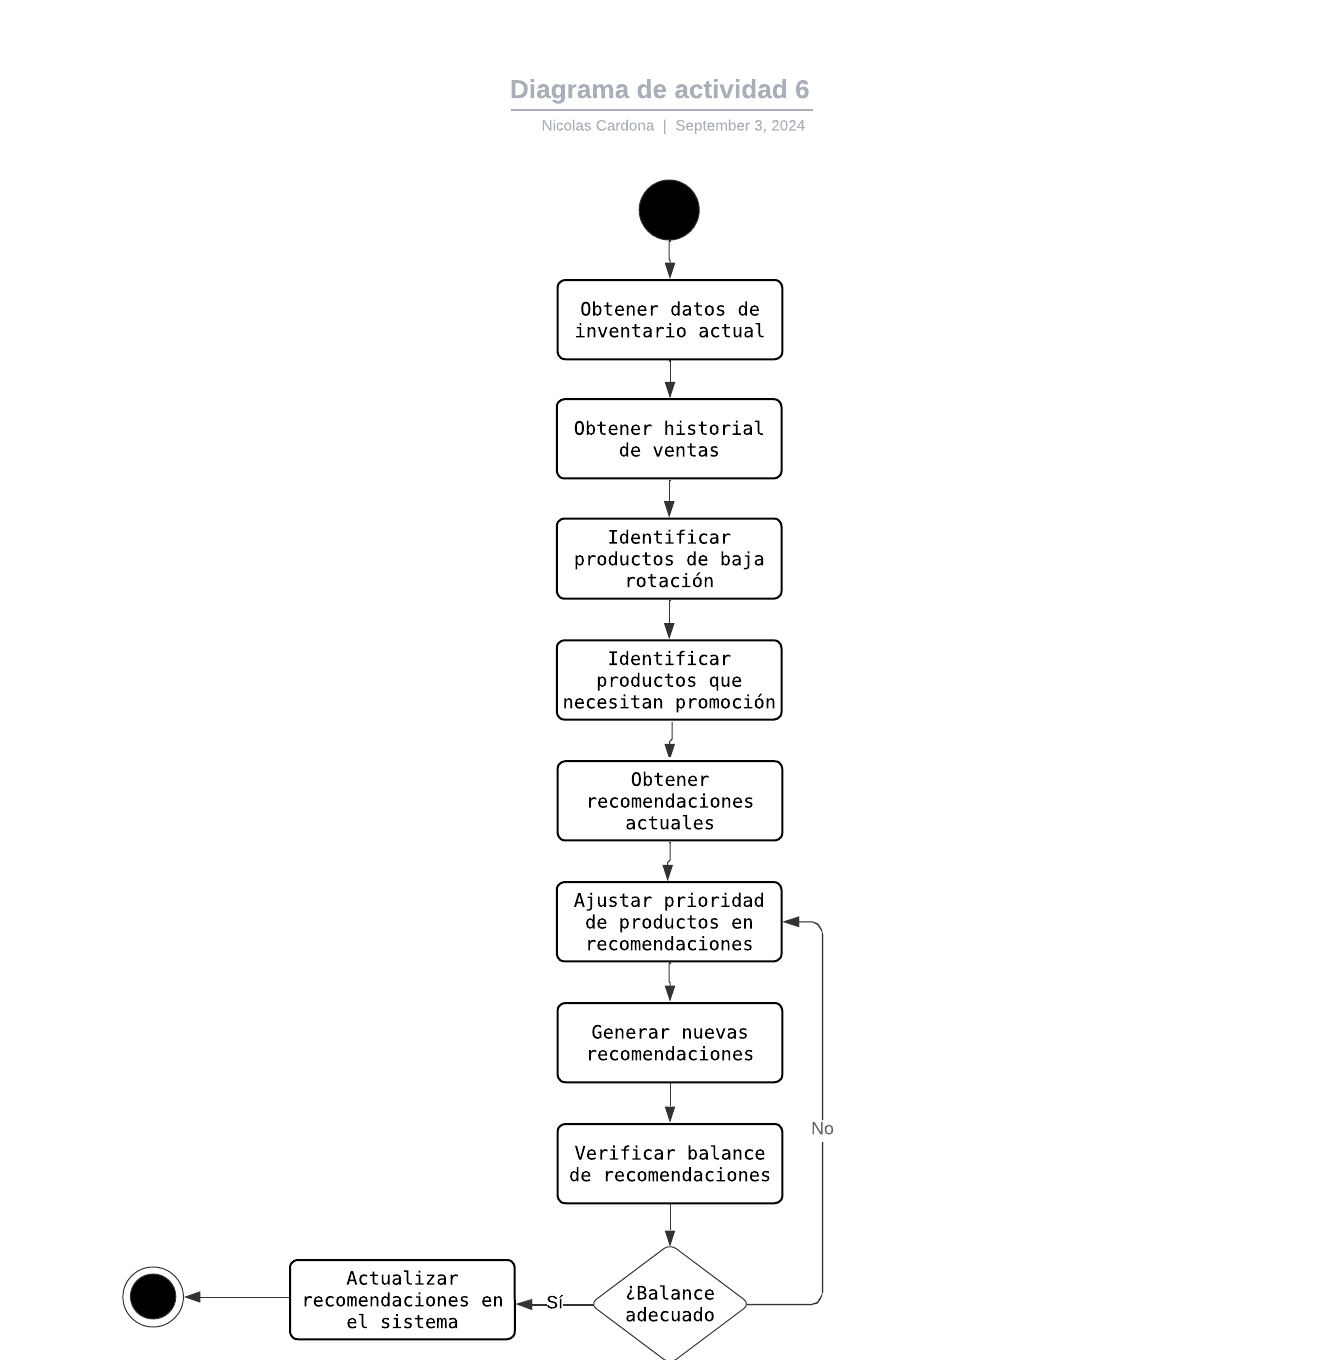 Diagrama de actividad 6
Nicolas Cardona | September 3, 2024
Obtener datos de
inventario actual
Obtener historial
de ventas
Identificar
productos de baja
rotación
Identificar
productos que
necesitan promoción
Obtener
recomendaciones
actuales
Ajustar prioridad
de productos en
recomendaciones
Generar nuevas
recomendaciones
No
Verificar balance
de recomendaciones
¿Balance
adecuado
Sí
Actualizar
recomendaciones en
el sistema